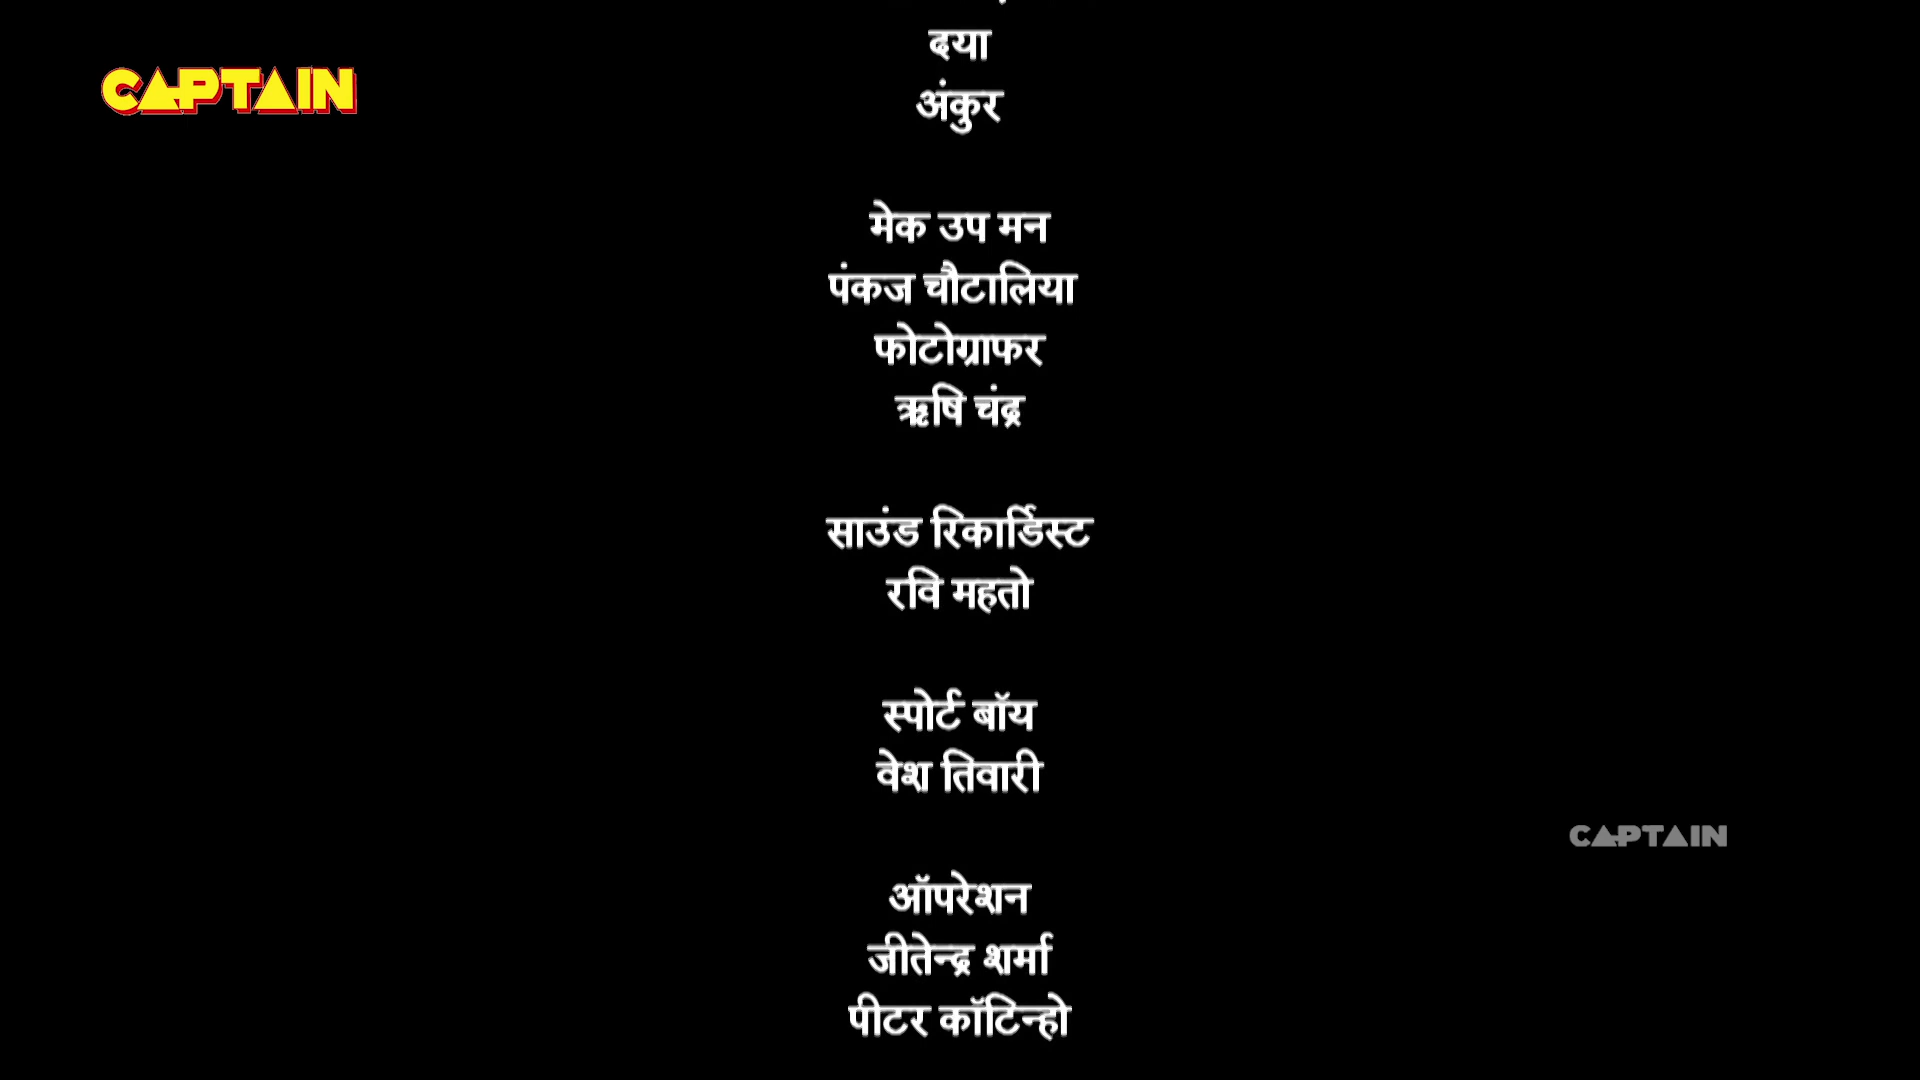 दया
CAPTAIN
अंकुर
मेक उप मन
पंकज चौटालिया
फोटोग्राफर
ऋषि चंद्र
साउंड रिकार्डिस्ट
रवि महतो
स्पोर्ट बॉय
वेश तिवारी
CAPTAIN
ऑपरेशन
जीतेन्द्र शर्मा
पीटर कॉटिन्हो